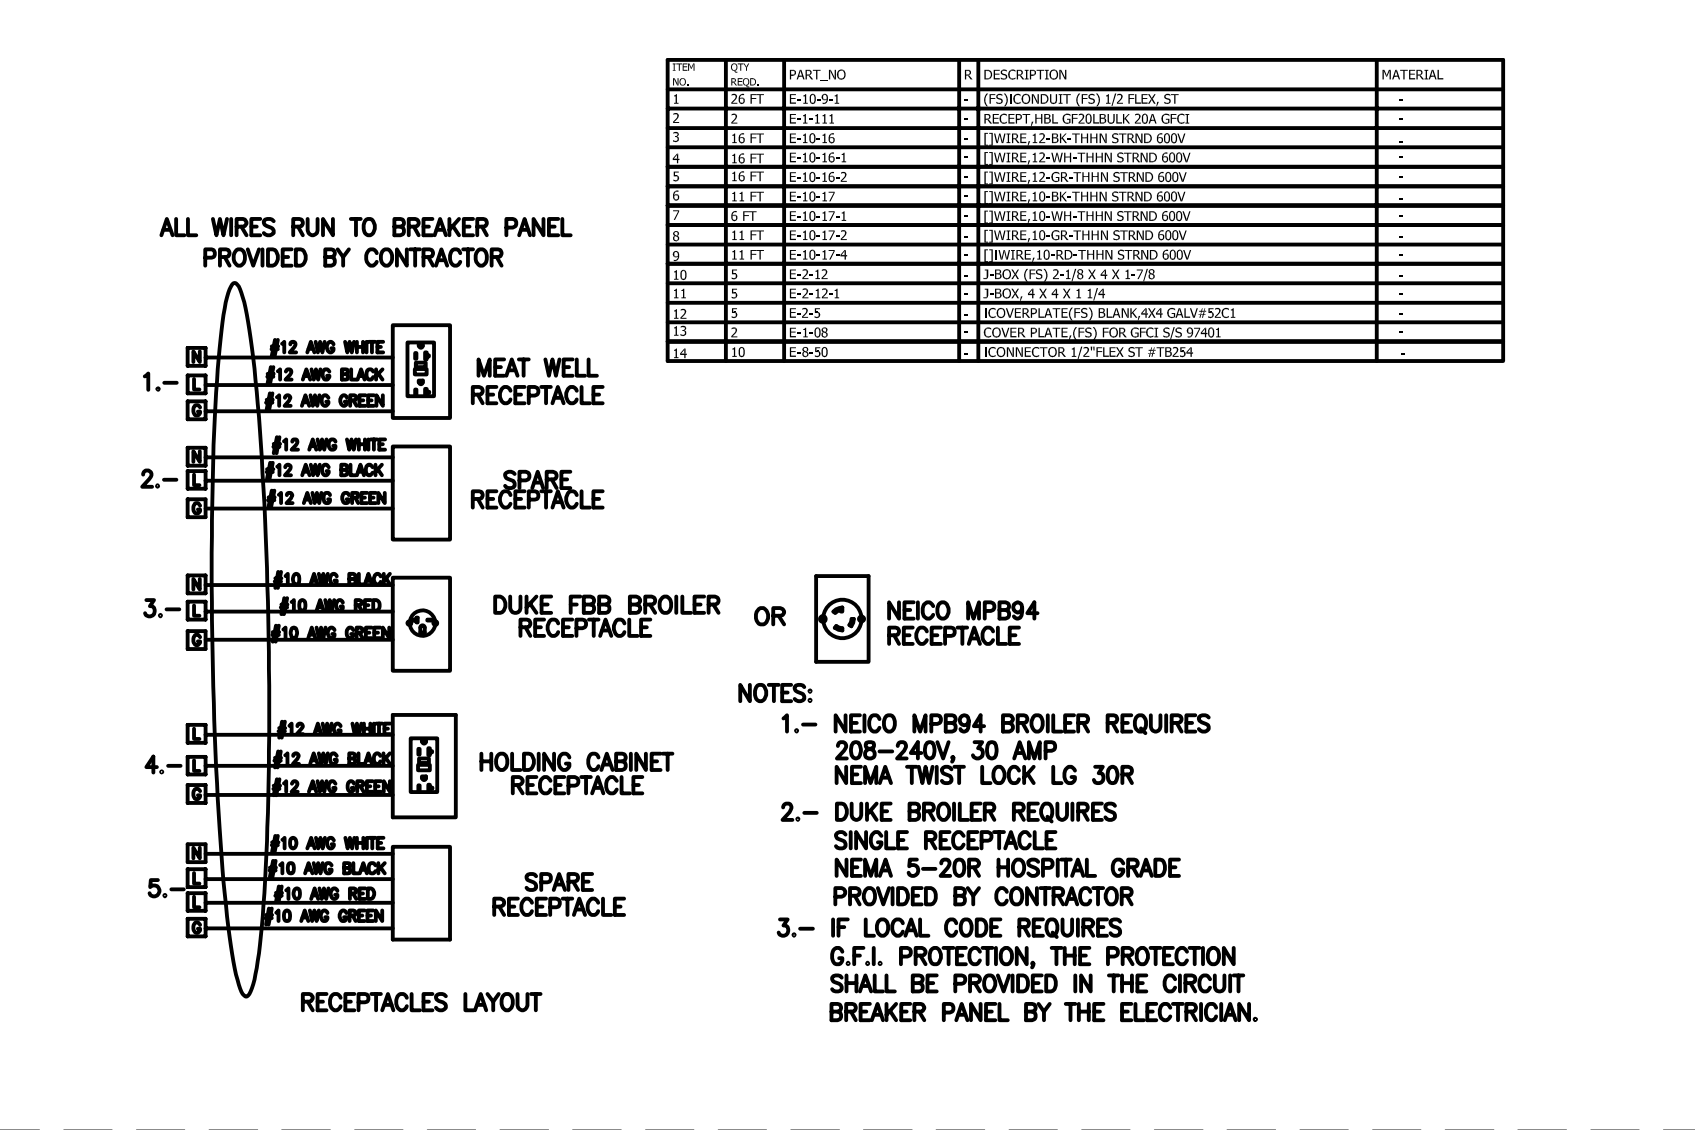 ITEM NO. QTY REQD. PART_NO R DESCRIPTION MATERIAL
1 26 FT E-10-9-1 - (FS)ICONDUIT (FS) 1/2 FLEX, ST -
2 2 E-1-111 - RECEPT,HBL GF20LBULK 20A GFCI -
3 16 FT E-10-16 - []WIRE,12-BK-THHN STRND 600V -
4 16 FT E-10-16-1 - []WIRE,12-WH-THHN STRND 600V -
5 16 FT E-10-16-2 - []WIRE,12-GR-THHN STRND 600V -
6 11 FT E-10-17 - []WIRE,10-BK-THHN STRND 600V -
7 6 FT E-10-17-1 - []WIRE,10-WH-THHN STRND 600V -
8 11 FT E-10-17-2 - []WIRE,10-GR-THHN STRND 600V -
9 11 FT E-10-17-4 - []IWIRE,10-RD-THHN STRND 600V -
10 5 E-2-12 - J-BOX (FS) 2-1/8 X 4 X 1-7/8 -
11 5 E-2-12-1 - J-BOX, 4 X 4 X 1 1/4 -
12 5 E-2-5 - ICOVERPLATE(FS) BLANK,4X4 GALV#52C1 -
13 2 E-1-08 - COVER PLATE,(FS) FOR GFCI S/S 97401 -
14 10 E-8-50 - ICONNECTOR 1/2"FLEX ST #TB254 -
ALL WIRES RUN TO BREAKER PANEL
PROVIDED BY CONTRACTOR
N #12 AWG WHITE
1.- L #12 AWG BLACK
G #12 AWG GREEN
MEAT WELL
RECEPTACLE
N #12 AWG WHITE
2.- L #12 AWG BLACK
G #12 AWG GREEN
SPARE
RECEPTACLE
N #10 AWG BLACK
3.- L #10 AWG RED
G #10 AWG GREEN
DUKE FBB BROILER
RECEPTACLE
OR
NEICO MPB94
RECEPTACLE
L #12 AWG WHITE
4.- L #12 AWG BLACK
G #12 AWG GREEN
HOLDING CABINET
RECEPTACLE
N #10 AWG WHITE
5.- L #10 AWG BLACK
L #10 AWG RED
G #10 AWG GREEN
SPARE
RECEPTACLE
RECEPTACLES LAYOUT
NOTES:
1.- NEICO MPB94 BROILER REQUIRES
208-240V, 30 AMP
NEMA TWIST LOCK LG 30R
2.- DUKE BROILER REQUIRES
SINGLE RECEPTACLE
NEMA 5-20R HOSPITAL GRADE
PROVIDED BY CONTRACTOR
3.- IF LOCAL CODE REQUIRES
G.F.I. PROTECTION, THE PROTECTION
SHALL BE PROVIDED IN THE CIRCUIT
BREAKER PANEL BY THE ELECTRICIAN.